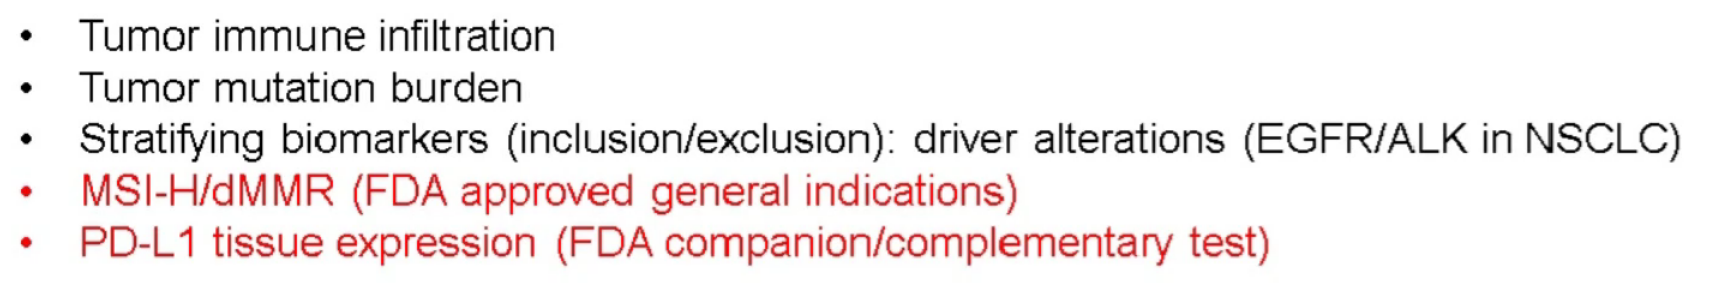 • Tumor immune infiltration
• Tumor mutation burden
• Stratifying biomarkers (inclusion/exclusion): driver alterations (EGFR/ALK in NSCLC)
• MSI-H/dMMR (FDA approved general indications)
• PD-L1 tissue expression (FDA companion/complementary test)